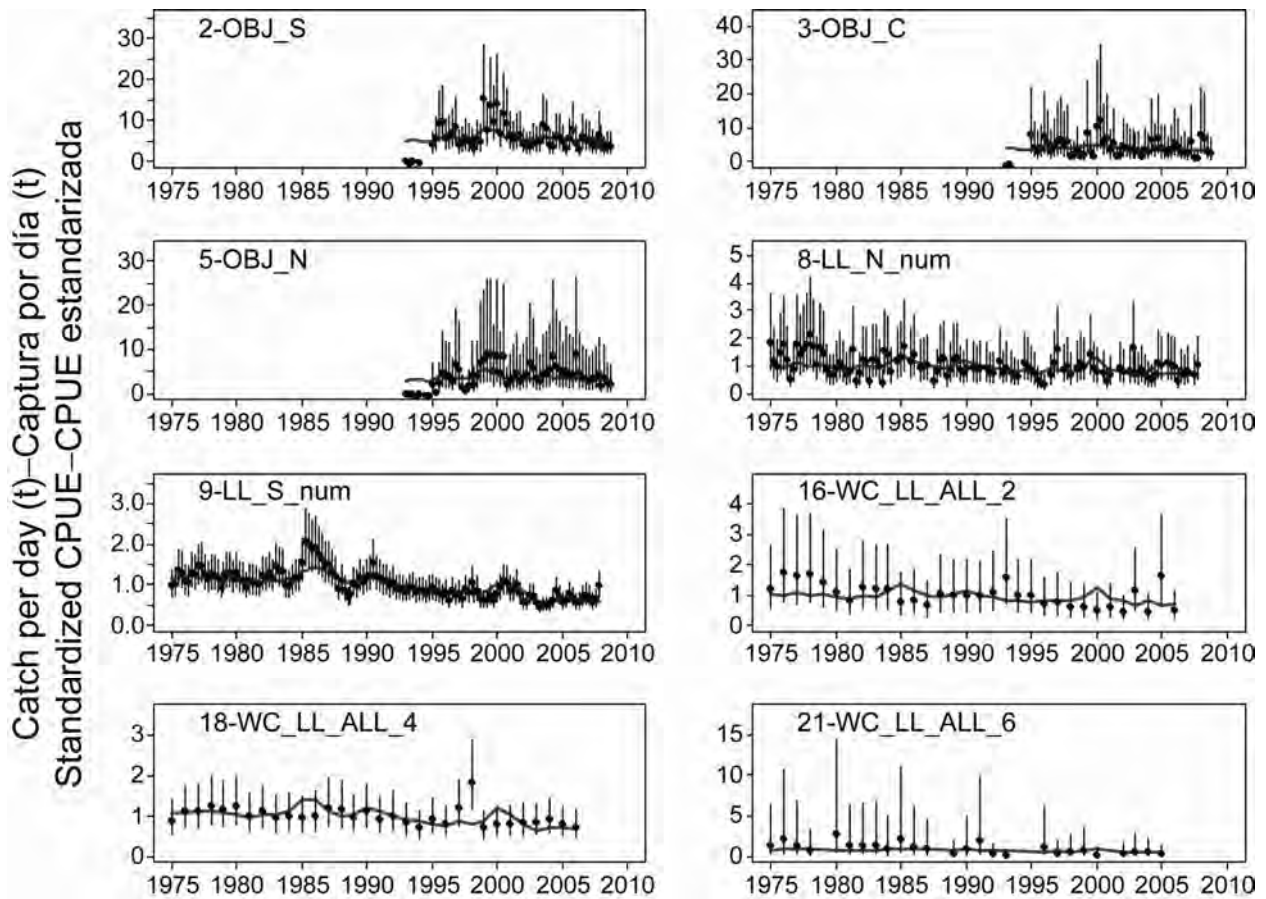 Catch per day (t)–Captura por día (t)
Standardized CPUE–CPUE estandarizada
2-OBJ_S
30
20
10
0
1975 1980 1985 1990 1995 2000 2005 2010
3-OBJ_C
40
30
20
10
0
1975 1980 1985 1990 1995 2000 2005 2010
5-OBJ_N
30
20
10
0
1975 1980 1985 1990 1995 2000 2005 2010
8-LL_N_num
5
4
3
2
1
0
1975 1980 1985 1990 1995 2000 2005 2010
9-LL_S_num
3.0
2.0
1.0
0.0
1975 1980 1985 1990 1995 2000 2005 2010
16-WC_LL_ALL_2
4
3
2
1
0
1975 1980 1985 1990 1995 2000 2005 2010
18-WC_LL_ALL_4
3
2
1
0
1975 1980 1985 1990 1995 2000 2005 2010
21-WC_LL_ALL_6
15
10
5
0
1975 1980 1985 1990 1995 2000 2005 2010